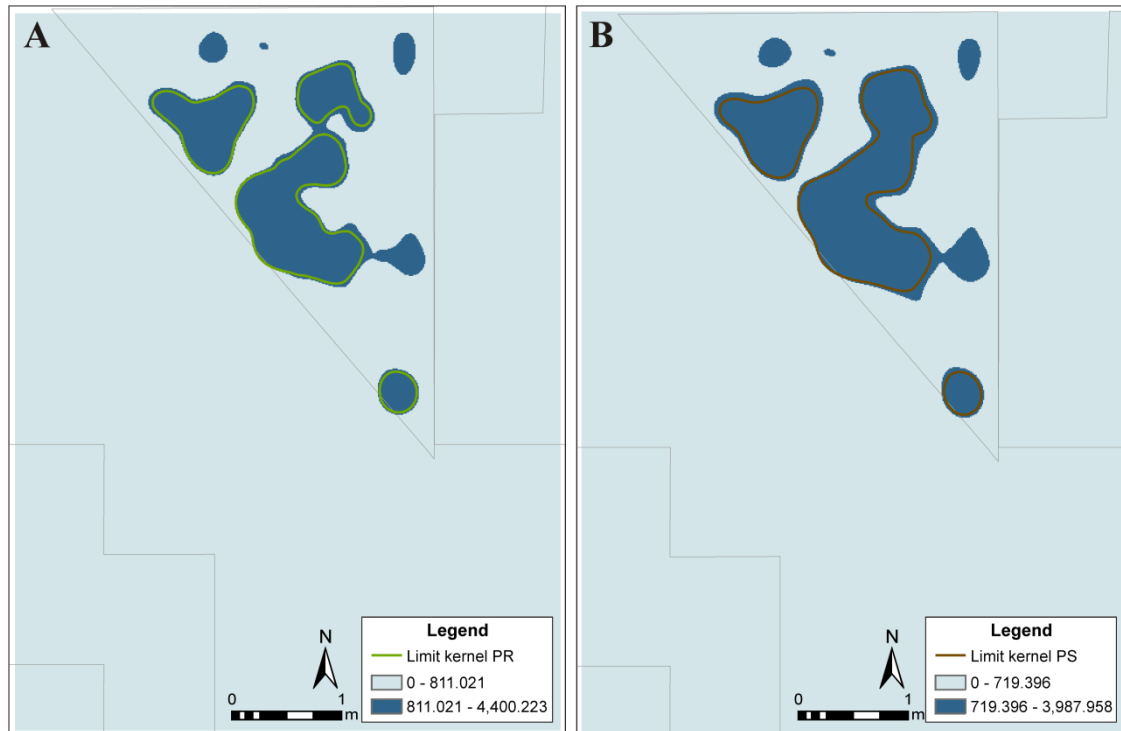 A
N
0
1
m
Legend
Limit kernel PR
0 - 811.021
811.021 - 4,400.223
B
N
0
1
m
Legend
Limit kernel PS
0 - 719.396
719.396 - 3,987.958